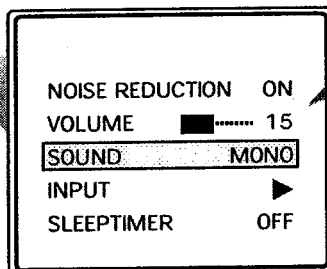 NOISE REDUCTION ON
VOLUME 15
SOUND MONO
INPUT
SLEEPTIMER OFF